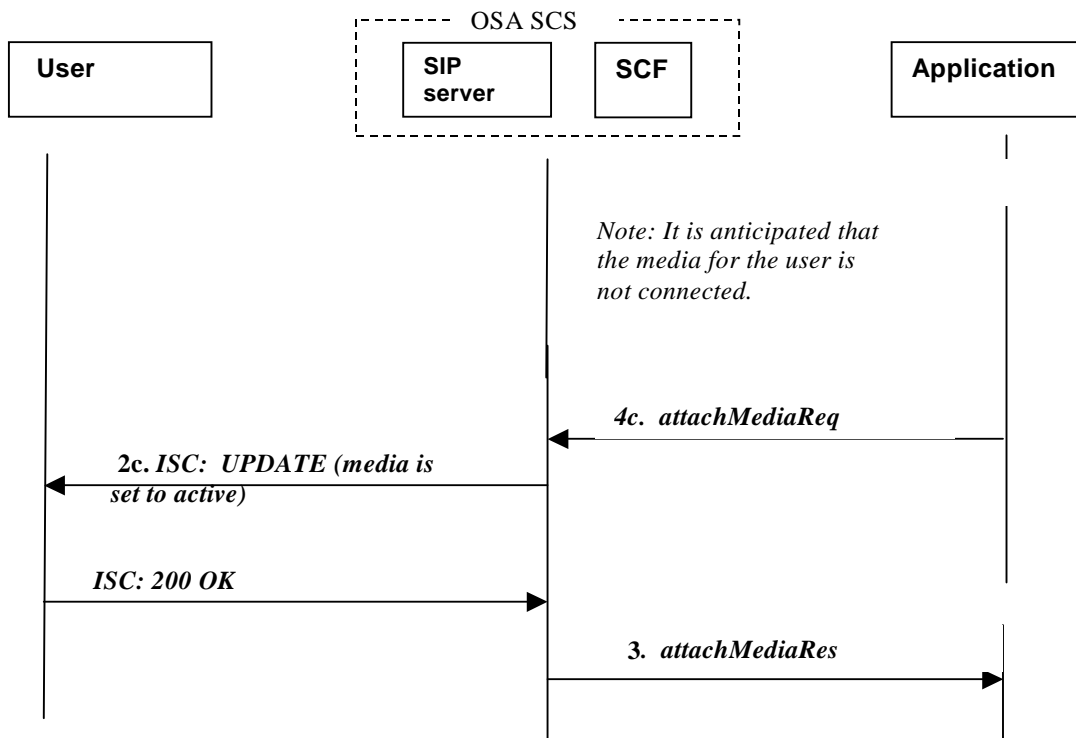 OSA SCS
User
SIP
server
SCF
Application
Note: It is anticipated that
the media for the user is
not connected.
4c. attachMediaReq
2c. ISC: UPDATE (media is
set to active)
ISC: 200 OK
3. attachMediaRes